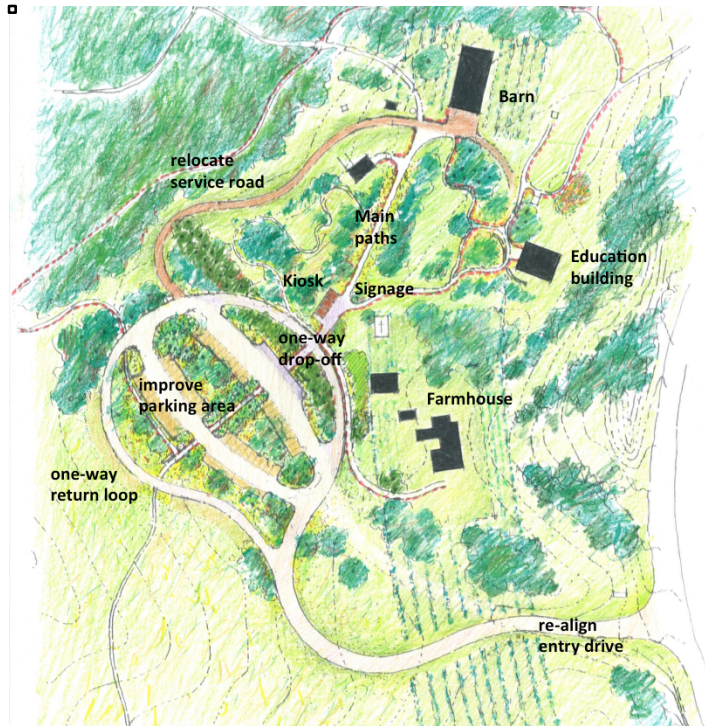 Barn
relocate
service road
Main
paths
Education
building
Kiosk
Signage
one-way
drop-off
improve
parking area
Farmhouse
one-way
return loop
re-align
entry drive